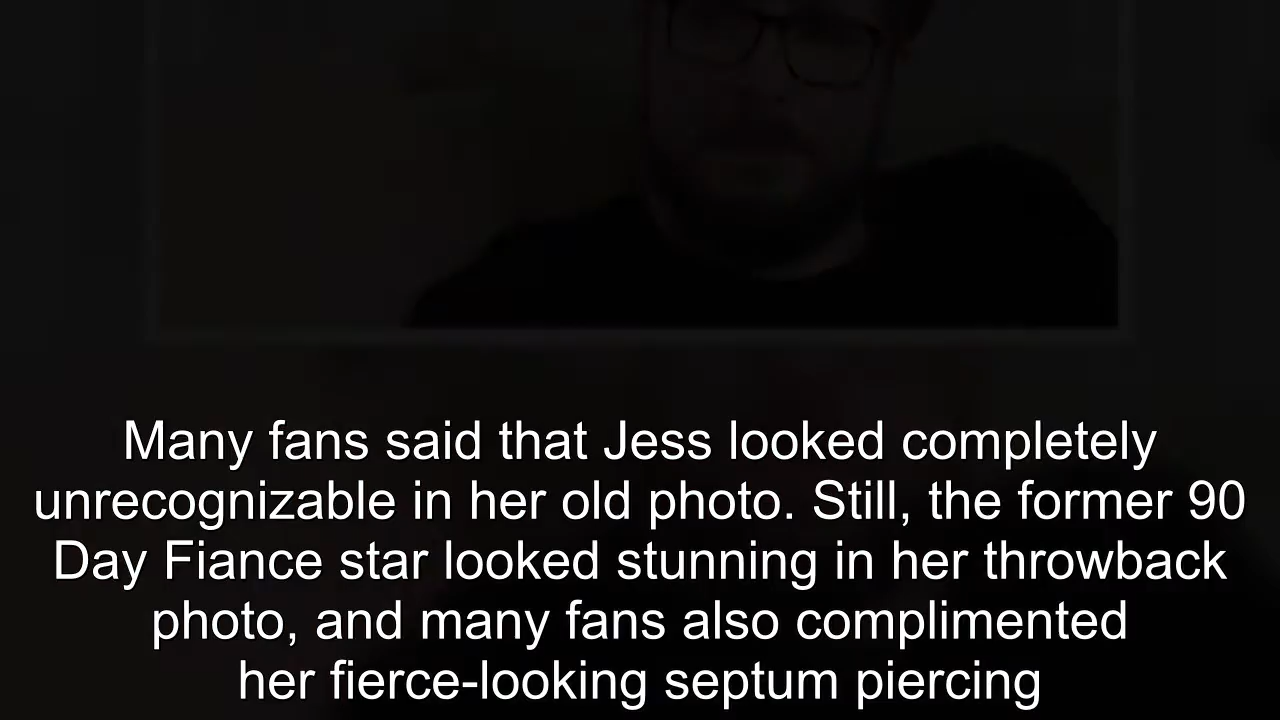 Many fans said that Jess looked completely
unrecognizable in her old photo. Still, the former 90
Day Fiance star looked stunning in her throwback
photo, and many fans also complimented
her fierce-looking septum piercing